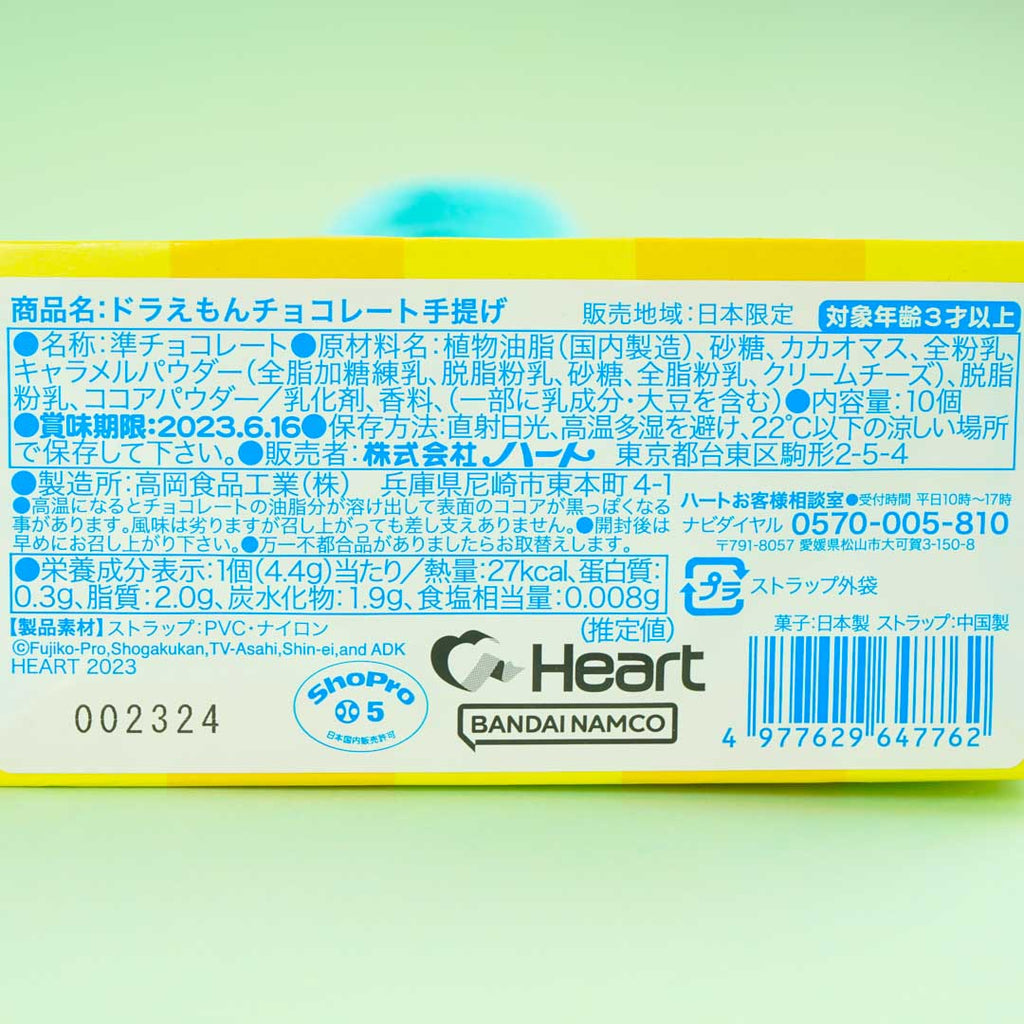 商品名:ドラえもんチョコレート手提げ 販売地域:日本限定 対象年齢3才以上
●名称:準チョコレート●原材料名:植物油脂(国内製造)、砂糖、カカオマス、全粉乳、
キャラメルパウダー(全脂加糖練乳、脱脂粉乳、砂糖、全脂粉乳、クリームチーズ)、脱脂
粉乳、ココアパウダー/乳化剤、香料、(一部に乳成分・大豆を含む)●内容量:10個
●賞味期限:2023.6.16●保存方法:直射日光、高温多湿を避け、22℃以下の涼しい場所
で保存して下さい。●販売者:株式会社ハート 東京都台東区駒形2-5-4
●製造所:高岡食品工業(株) 兵庫県尼崎市東本町4-1
●高温になるとチョコレートの油脂分が溶け出して表面のココアが黒っぽくなる
事があります。風味は劣りますが召し上がっても差し支えありません。●開封後は
早めにお召し上がり下さい。●万一不都合品がありましたらお取替えします。
ハートお客様相談室●受付時間 平日10時〜17時
ナビダイヤル 0570-005-810
〒791-8057 愛媛県松山市大可賀3-150-8
●栄養成分表示:1個(4.4g)当たり/熱量:27kcal、蛋白質:
0.3g、脂質:2.0g、炭水化物:1.9g、食塩相当量:0.008g
(推定値)
プラ ストラップ外袋
【製品素材】ストラップ:PVC・ナイロン
©Fujiko-Pro,Shogakukan,TV-Asahi,Shin-ei,and ADK
HEART 2023
菓子:日本製 ストラップ:中国製
002324
ShoPro
5
日本国内販売許可
Heart
BANDAI NAMCO
4 977629 647762